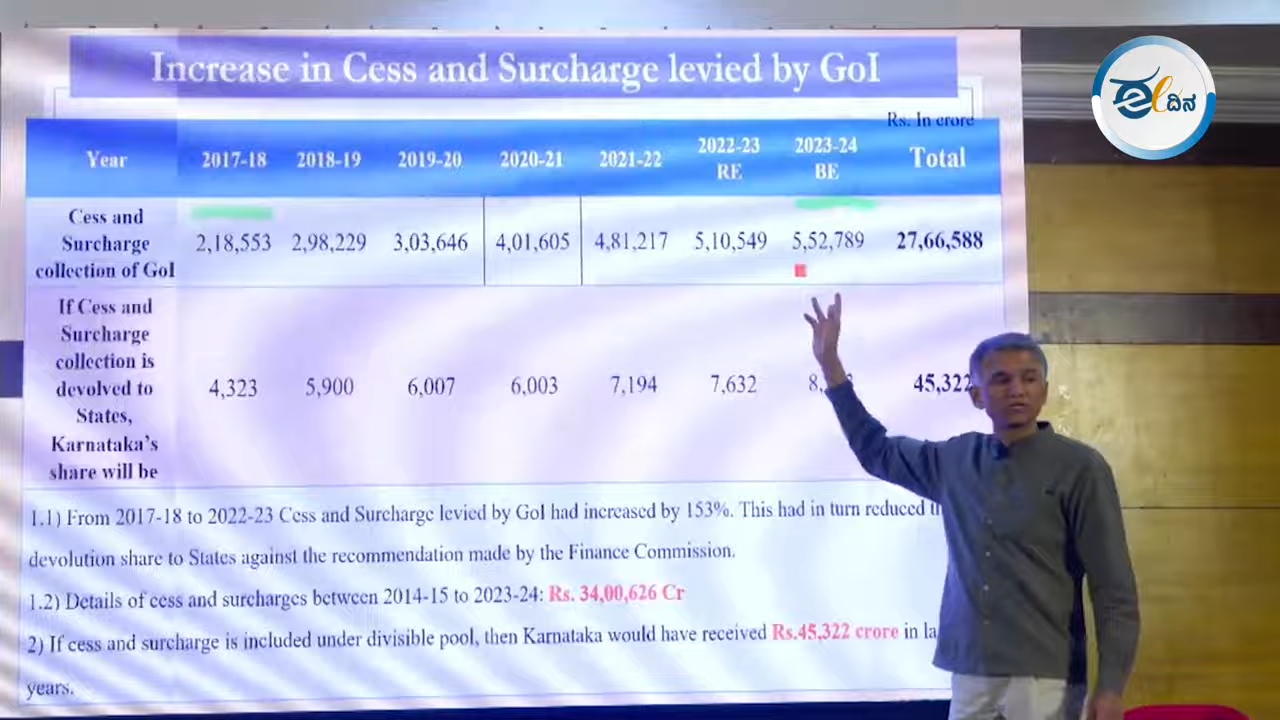 Increase in Cess and Surcharge levied by GoI
Rs. In crore
Year 2017-18 2018-19 2019-20 2020-21 2021-22 2022-23 RE 2023-24 BE Total
Cess and Surcharge collection of GoI 2,18,553 2,98,229 3,03,646 4,01,605 4,81,217 5,10,549 5,52,789 27,66,588
If Cess and Surcharge collection is devolved to States, Karnataka's share will be 4,323 5,900 6,007 6,003 7,194 7,632 45,322
1.1) From 2017-18 to 2022-23 Cess and Surcharge levied by GoI had increased by 153%. This had in turn reduced
devolution share to States against the recommendation made by the Finance Commission.
1.2) Details of cess and surcharges between 2014-15 to 2023-24: Rs. 34,00,626 Cr
2) If cess and surcharge is included under divisible pool, then Karnataka would have received Rs.45,322 crore in
years.
ದಿನ